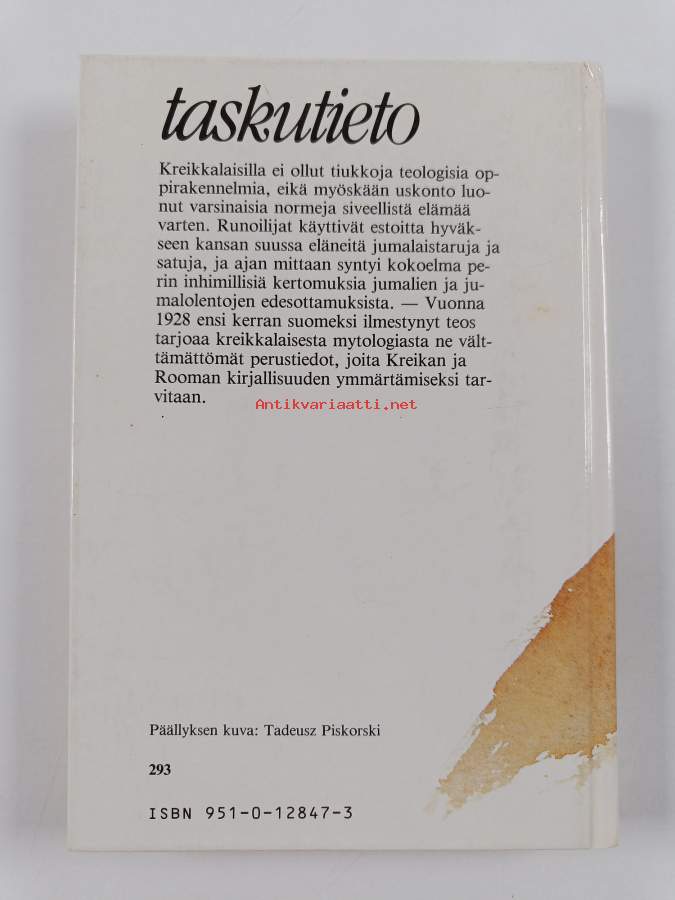 taskutieto
Kreikkalaisilla ei ollut tiukkoja teologisia op-
pirakennelmia, eikä myöskään uskonto luo-
nut varsinaisia normeja siveellistä elämää
varten. Runoilijat käyttivät estoitta hyväk-
seen kansan suussa eläneitä jumalaistaruja ja
satuja, ja ajan mittaan syntyi kokoelma pe-
rin inhimillisiä kertomuksia jumalien ja ju-
malolentojen edesottamuksista. — Vuonna
1928 ensi kerran suomeksi ilmestynyt teos
tarjoaa kreikkalaisesta mytologiasta ne vält-
tämättömät perustiedot, joita Kreikan ja
Rooman kirjallisuuden ymmärtämiseksi tar-
vitaan.
Antikvariaatti.net
Päällyksen kuva: Tadeusz Piskorski
293
ISBN 951-0-12847-3